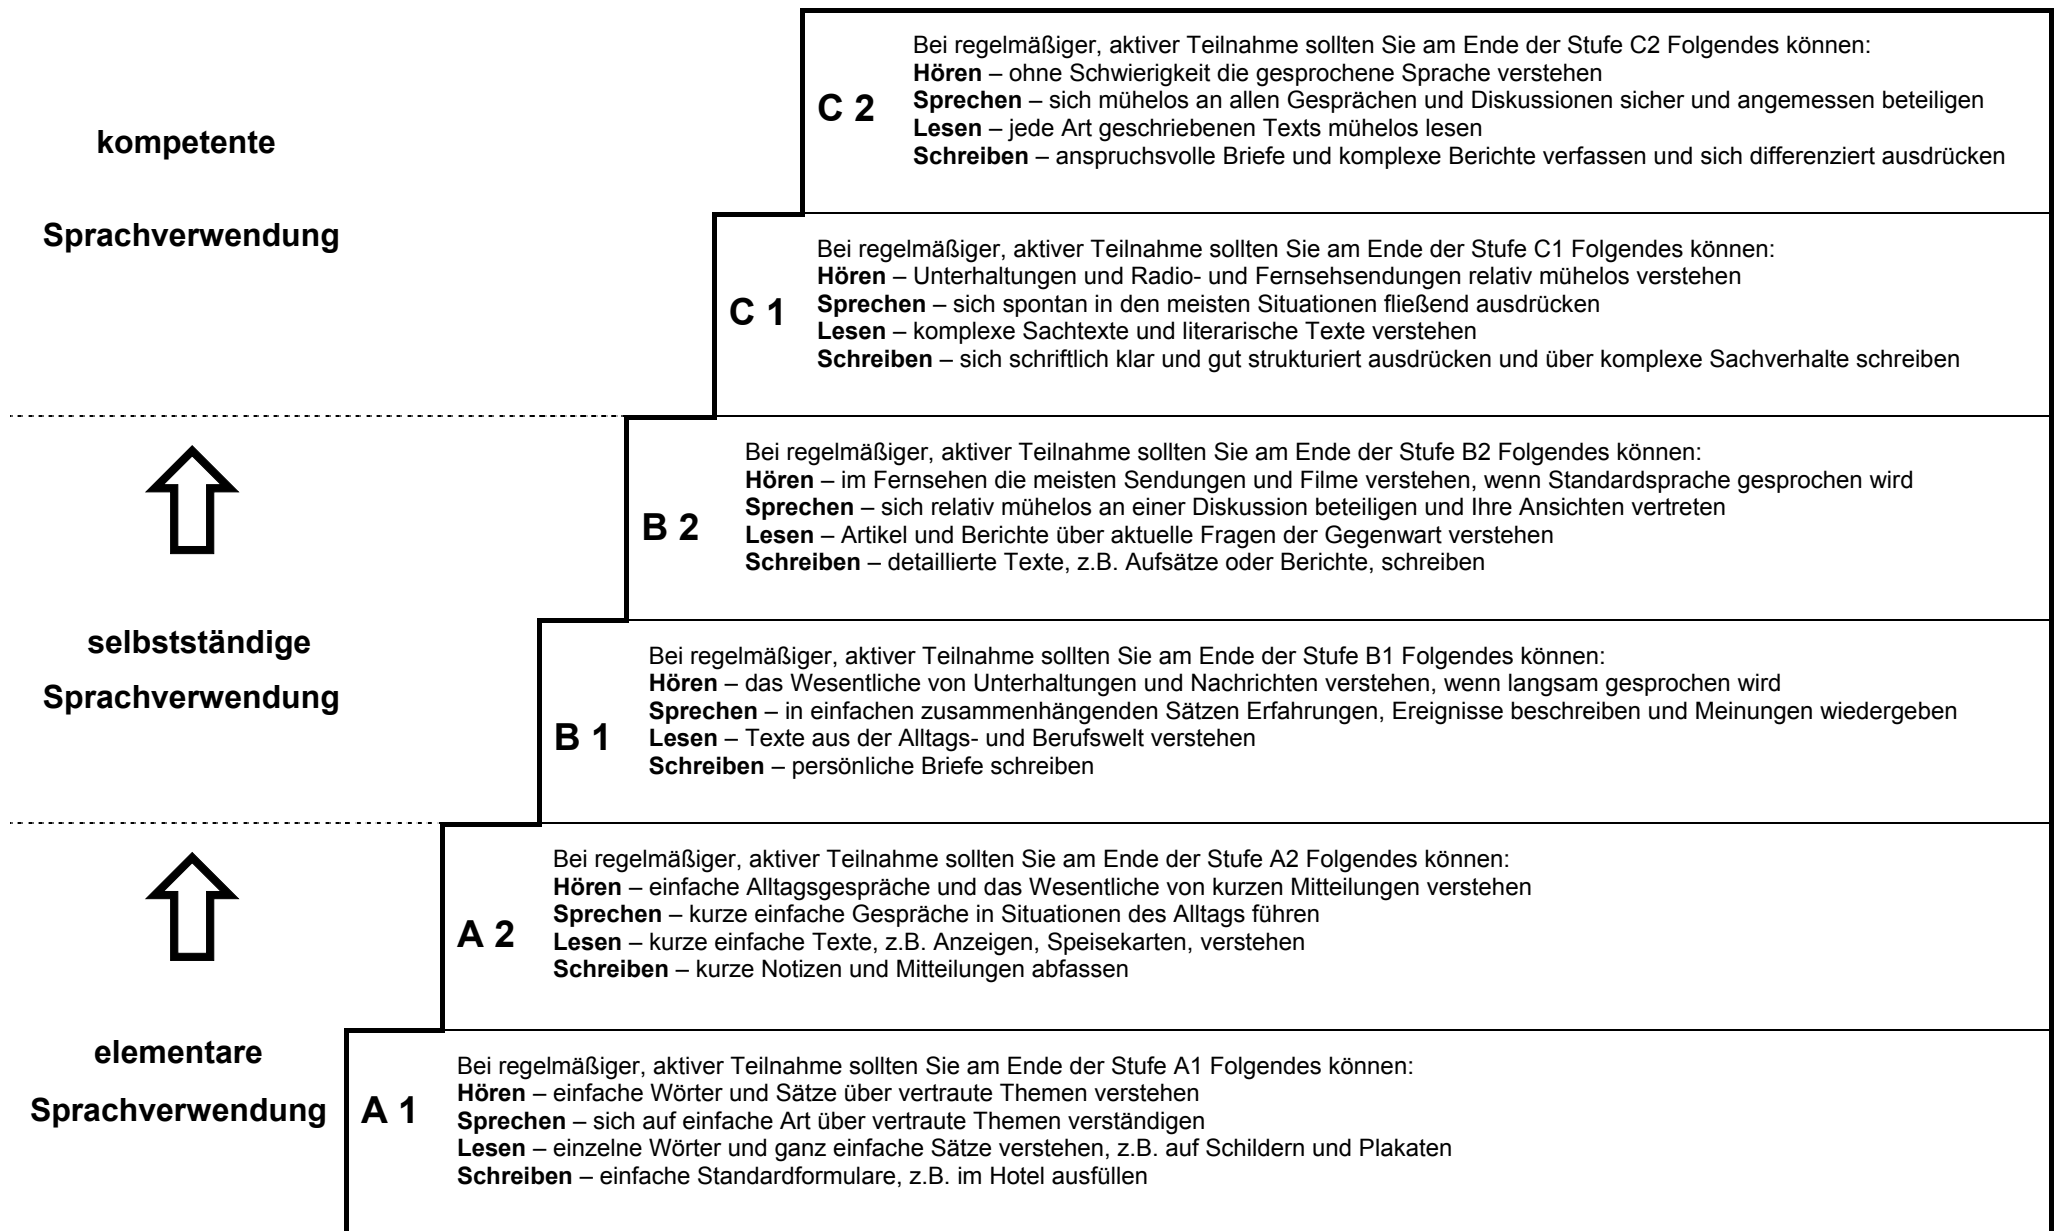 kompetente
Sprachverwendung
C 2
Bei regelmäßiger, aktiver Teilnahme sollten Sie am Ende der Stufe C2 Folgendes können:
Hören – ohne Schwierigkeit die gesprochene Sprache verstehen
Sprechen – sich mühelos an allen Gesprächen und Diskussionen sicher und angemessen beteiligen
Lesen – jede Art geschriebenen Texts mühelos lesen
Schreiben – anspruchsvolle Briefe und komplexe Berichte verfassen und sich differenziert ausdrücken
C 1
Bei regelmäßiger, aktiver Teilnahme sollten Sie am Ende der Stufe C1 Folgendes können:
Hören – Unterhaltungen und Radio- und Fernsehsendungen relativ mühelos verstehen
Sprechen – sich spontan in den meisten Situationen fließend ausdrücken
Lesen – komplexe Sachtexte und literarische Texte verstehen
Schreiben – sich schriftlich klar und gut strukturiert ausdrücken und über komplexe Sachverhalte schreiben
selbstständige
Sprachverwendung
B 2
Bei regelmäßiger, aktiver Teilnahme sollten Sie am Ende der Stufe B2 Folgendes können:
Hören – im Fernsehen die meisten Sendungen und Filme verstehen, wenn Standardsprache gesprochen wird
Sprechen – sich relativ mühelos an einer Diskussion beteiligen und Ihre Ansichten vertreten
Lesen – Artikel und Berichte über aktuelle Fragen der Gegenwart verstehen
Schreiben – detaillierte Texte, z.B. Aufsätze oder Berichte, schreiben
B 1
Bei regelmäßiger, aktiver Teilnahme sollten Sie am Ende der Stufe B1 Folgendes können:
Hören – das Wesentliche von Unterhaltungen und Nachrichten verstehen, wenn langsam gesprochen wird
Sprechen – in einfachen zusammenhängenden Sätzen Erfahrungen, Ereignisse beschreiben und Meinungen wiedergeben
Lesen – Texte aus der Alltags- und Berufswelt verstehen
Schreiben – persönliche Briefe schreiben
elementare
Sprachverwendung
A 2
Bei regelmäßiger, aktiver Teilnahme sollten Sie am Ende der Stufe A2 Folgendes können:
Hören – einfache Alltagsgespräche und das Wesentliche von kurzen Mitteilungen verstehen
Sprechen – kurze einfache Gespräche in Situationen des Alltags führen
Lesen – kurze einfache Texte, z.B. Anzeigen, Speisekarten, verstehen
Schreiben – kurze Notizen und Mitteilungen abfassen
A 1
Bei regelmäßiger, aktiver Teilnahme sollten Sie am Ende der Stufe A1 Folgendes können:
Hören – einfache Wörter und Sätze über vertraute Themen verstehen
Sprechen – sich auf einfache Art über vertraute Themen verständigen
Lesen – einzelne Wörter und ganz einfache Sätze verstehen, z.B. auf Schildern und Plakaten
Schreiben – einfache Standardformulare, z.B. im Hotel ausfüllen